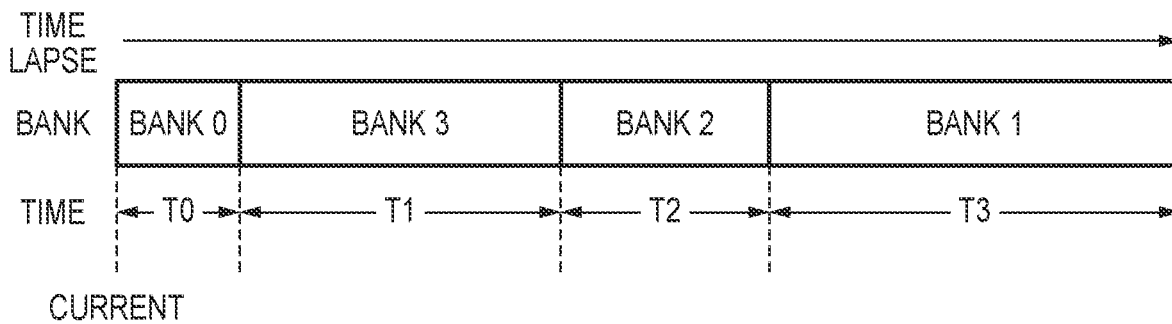 TIME
LAPSE
BANK BANK 0 BANK 3 BANK 2 BANK 1
TIME T0 T1 T2 T3
CURRENT